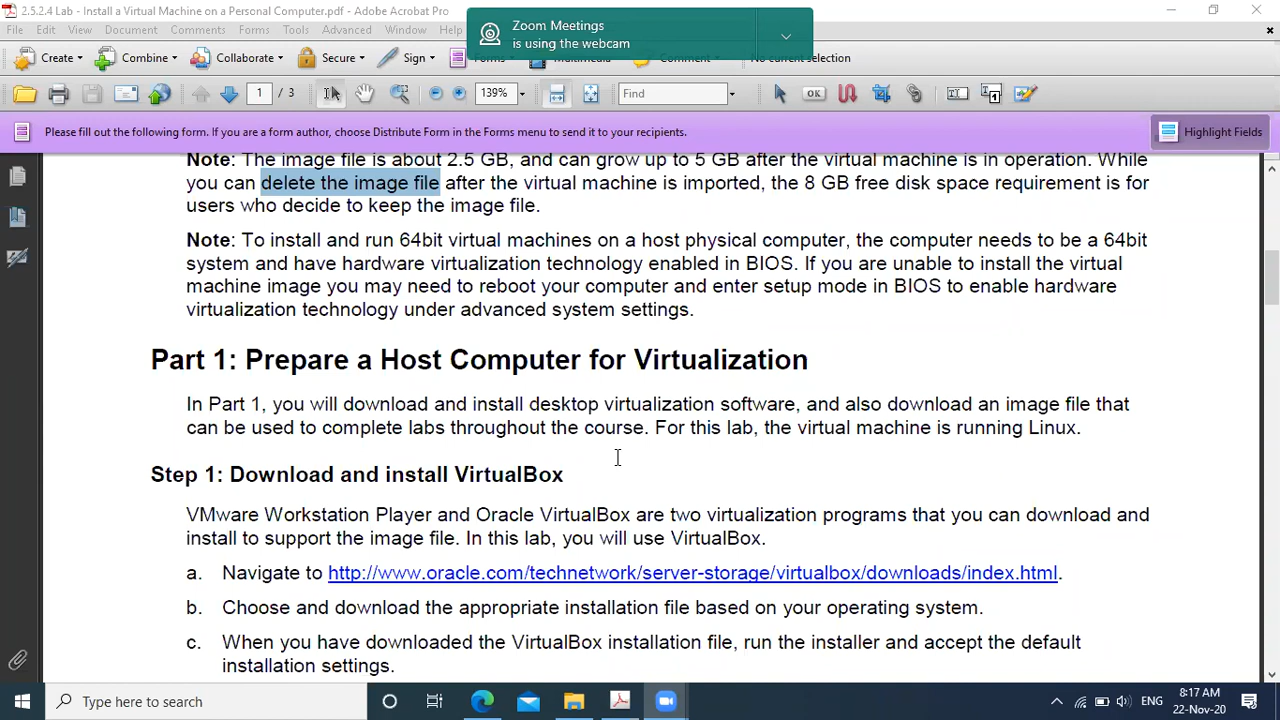 2.5.2.4 Lab - Install a Virtual Machine on a Personal Computer.pdf - Adobe Acrobat Pro
Zoom Meetings
is using the webcam
File Edit View Document Comments Forms Tools Advanced Window Help
Create Combine Collaborate Secure Sign Forms Multimedia Comment No current selection
1 / 3 139% Find
Please fill out the following form. If you are a form author, choose Distribute Form in the Forms menu to send it to your recipients.
Highlight Fields
Note: The image file is about 2.5 GB, and can grow up to 5 GB after the virtual machine is in operation. While
you can delete the image file after the virtual machine is imported, the 8 GB free disk space requirement is for
users who decide to keep the image file.
Note: To install and run 64bit virtual machines on a host physical computer, the computer needs to be a 64bit
system and have hardware virtualization technology enabled in BIOS. If you are unable to install the virtual
machine image you may need to reboot your computer and enter setup mode in BIOS to enable hardware
virtualization technology under advanced system settings.
Part 1: Prepare a Host Computer for Virtualization
In Part 1, you will download and install desktop virtualization software, and also download an image file that
can be used to complete labs throughout the course. For this lab, the virtual machine is running Linux.
Step 1: Download and install VirtualBox
VMware Workstation Player and Oracle VirtualBox are two virtualization programs that you can download and
install to support the image file. In this lab, you will use VirtualBox.
a. Navigate to http://www.oracle.com/technetwork/server-storage/virtualbox/downloads/index.html.
b. Choose and download the appropriate installation file based on your operating system.
c. When you have downloaded the VirtualBox installation file, run the installer and accept the default
installation settings.
Type here to search
ENG
8:17 AM
22-Nov-20